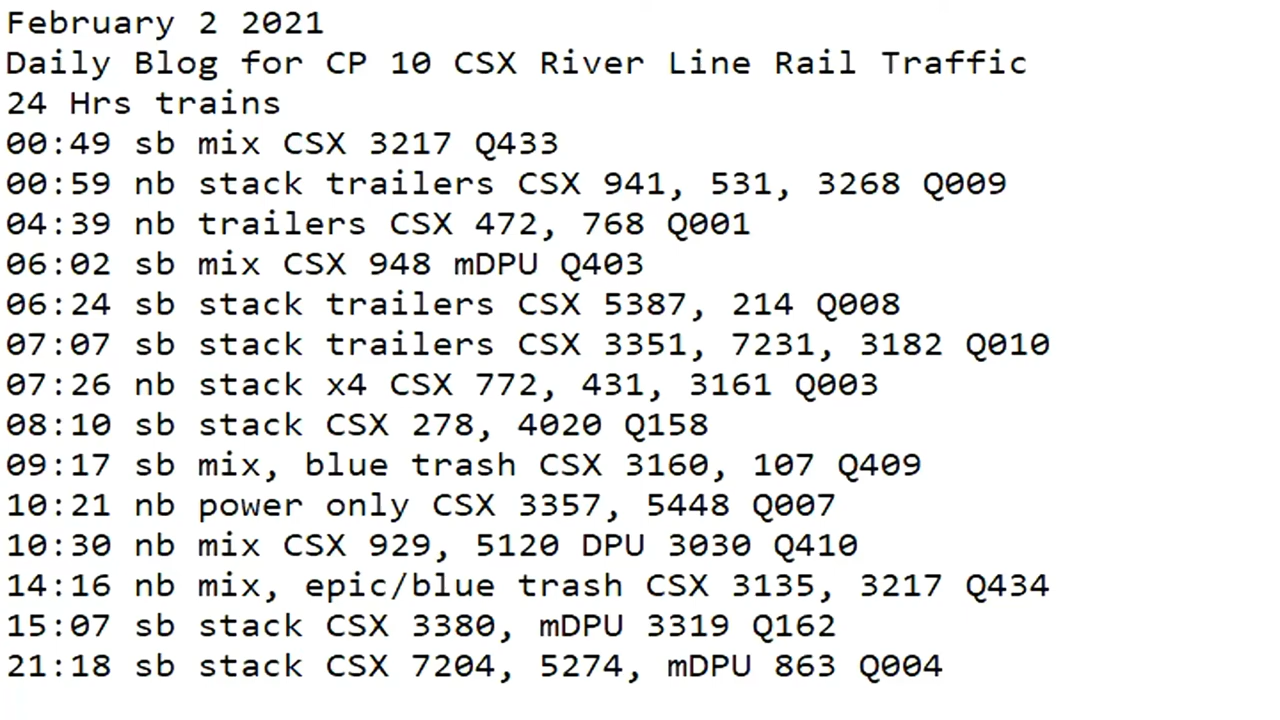 February 2 2021
Daily Blog for CP 10 CSX River Line Rail Traffic
24 Hrs trains
00:49 sb mix CSX 3217 Q433
00:59 nb stack trailers CSX 941, 531, 3268 Q009
04:39 nb trailers CSX 472, 768 Q001
06:02 sb mix CSX 948 mDPU Q403
06:24 sb stack trailers CSX 5387, 214 Q008
07:07 sb stack trailers CSX 3351, 7231, 3182 Q010
07:26 nb stack x4 CSX 772, 431, 3161 Q003
08:10 sb stack CSX 278, 4020 Q158
09:17 sb mix, blue trash CSX 3160, 107 Q409
10:21 nb power only CSX 3357, 5448 Q007
10:30 nb mix CSX 929, 5120 DPU 3030 Q410
14:16 nb mix, epic/blue trash CSX 3135, 3217 Q434
15:07 sb stack CSX 3380, mDPU 3319 Q162
21:18 sb stack CSX 7204, 5274, mDPU 863 Q004